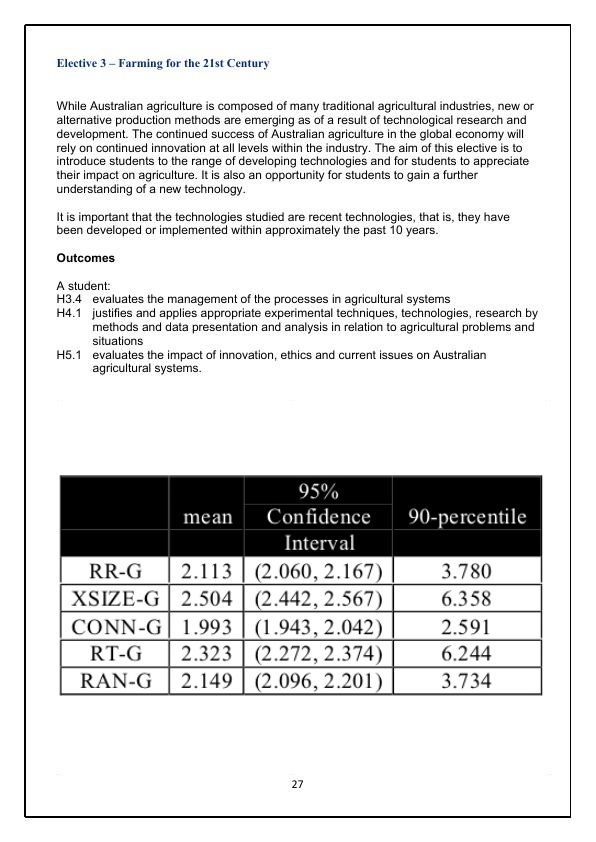 Elective 3 – Farming for the 21st Century
While Australian agriculture is composed of many traditional agricultural industries, new or
alternative production methods are emerging as of a result of technological research and
development. The continued success of Australian agriculture in the global economy will
rely on continued innovation at all levels within the industry. The aim of this elective is to
introduce students to the range of developing technologies and for students to appreciate
their impact on agriculture. It is also an opportunity for students to gain a further
understanding of a new technology.
It is important that the technologies studied are recent technologies, that is, they have
been developed or implemented within approximately the past 10 years.
Outcomes
A student:
H3.4 evaluates the management of the processes in agricultural systems
H4.1 justifies and applies appropriate experimental techniques, technologies, research by
methods and data presentation and analysis in relation to agricultural problems and
situations
H5.1 evaluates the impact of innovation, ethics and current issues on Australian
agricultural systems.
95%
mean Confidence 90-percentile
Interval
RR-G 2.113 (2.060, 2.167) 3.780
XSIZE-G 2.504 (2.442, 2.567) 6.358
CONN-G 1.993 (1.943, 2.042) 2.591
RT-G 2.323 (2.272, 2.374) 6.244
RAN-G 2.149 (2.096, 2.201) 3.734
27